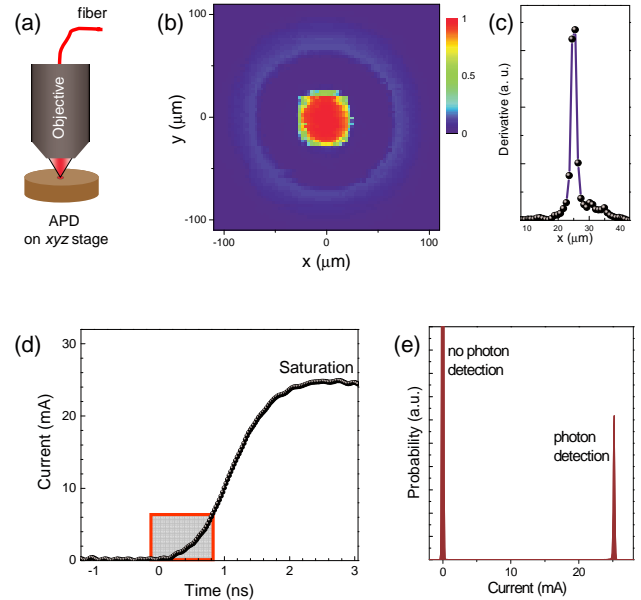 (a)
fiber
Objective
APD
on xyz stage
(b)
100
0
-100
y (μm)
-100
0
100
x (μm)
1
0.5
0
(c)
Derivative (a. u.)
10
20
30
40
x (μm)
(d)
30
20
10
0
Current (mA)
Saturation
-1
0
1
2
3
Time (ns)
(e)
Probability (a.u.)
no photon
detection
photon
detection
0
20
Current (mA)